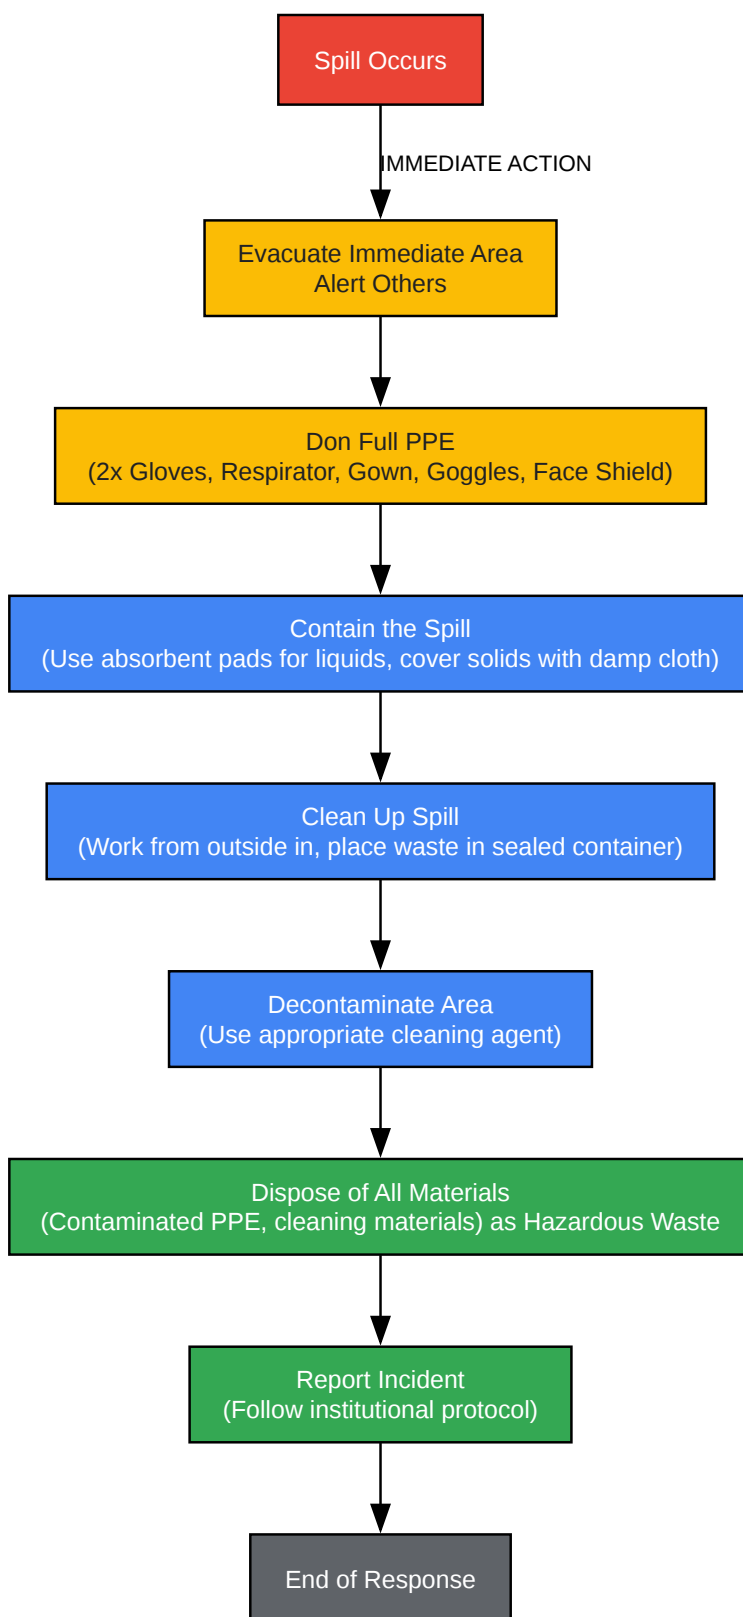 Spill Occurs
IMMEDIATE ACTION
Evacuate Immediate Area
Alert Others
Don Full PPE
(2x Gloves, Respirator, Gown, Goggles, Face Shield)
Contain the Spill
(Use absorbent pads for liquids, cover solids with damp cloth)
Clean Up Spill
(Work from outside in, place waste in sealed container)
Decontaminate Area
(Use appropriate cleaning agent)
Dispose of All Materials
(Contaminated PPE, cleaning materials) as Hazardous Waste
Report Incident
(Follow institutional protocol)
End of Response